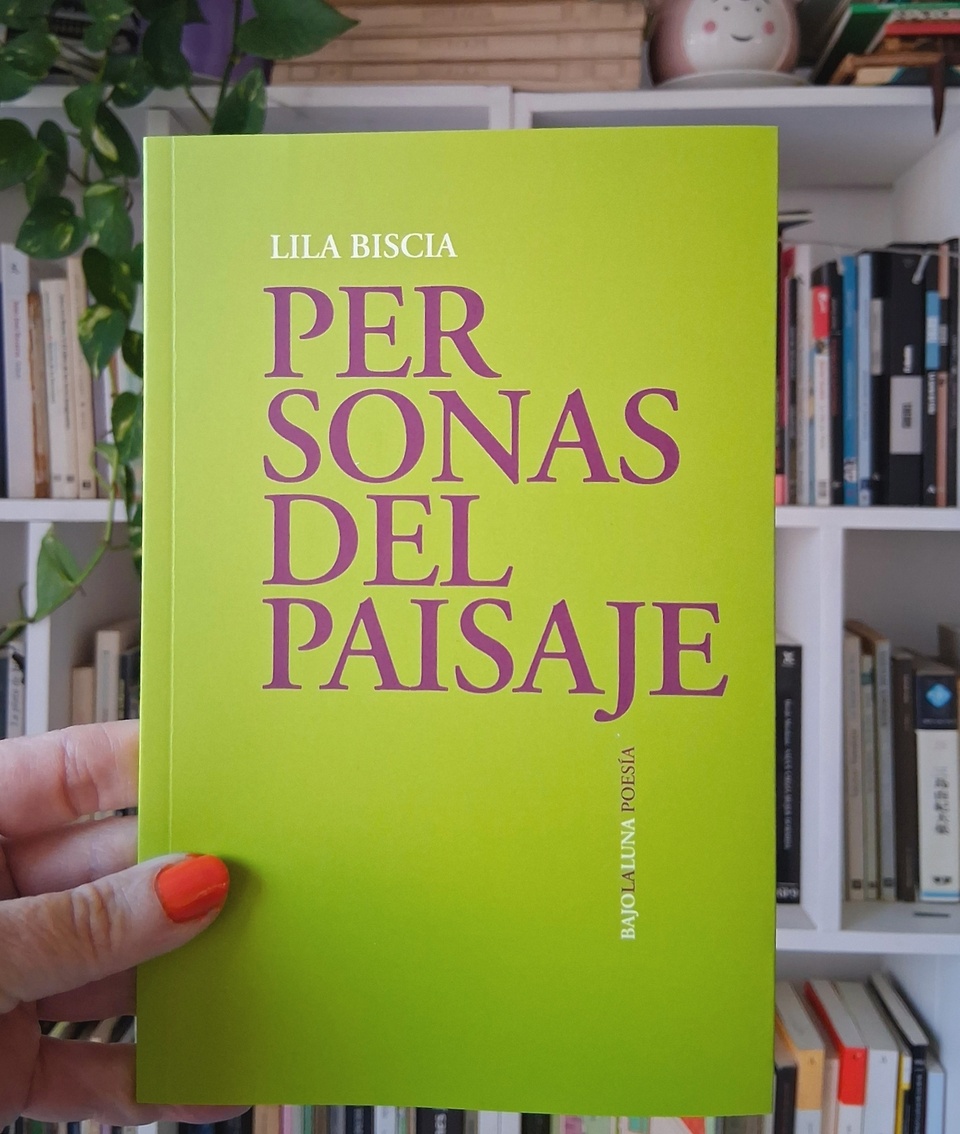 LILA BISCIA
PER
SONAS
DEL
PAISAJE
BAJOLALUNA POESÍA